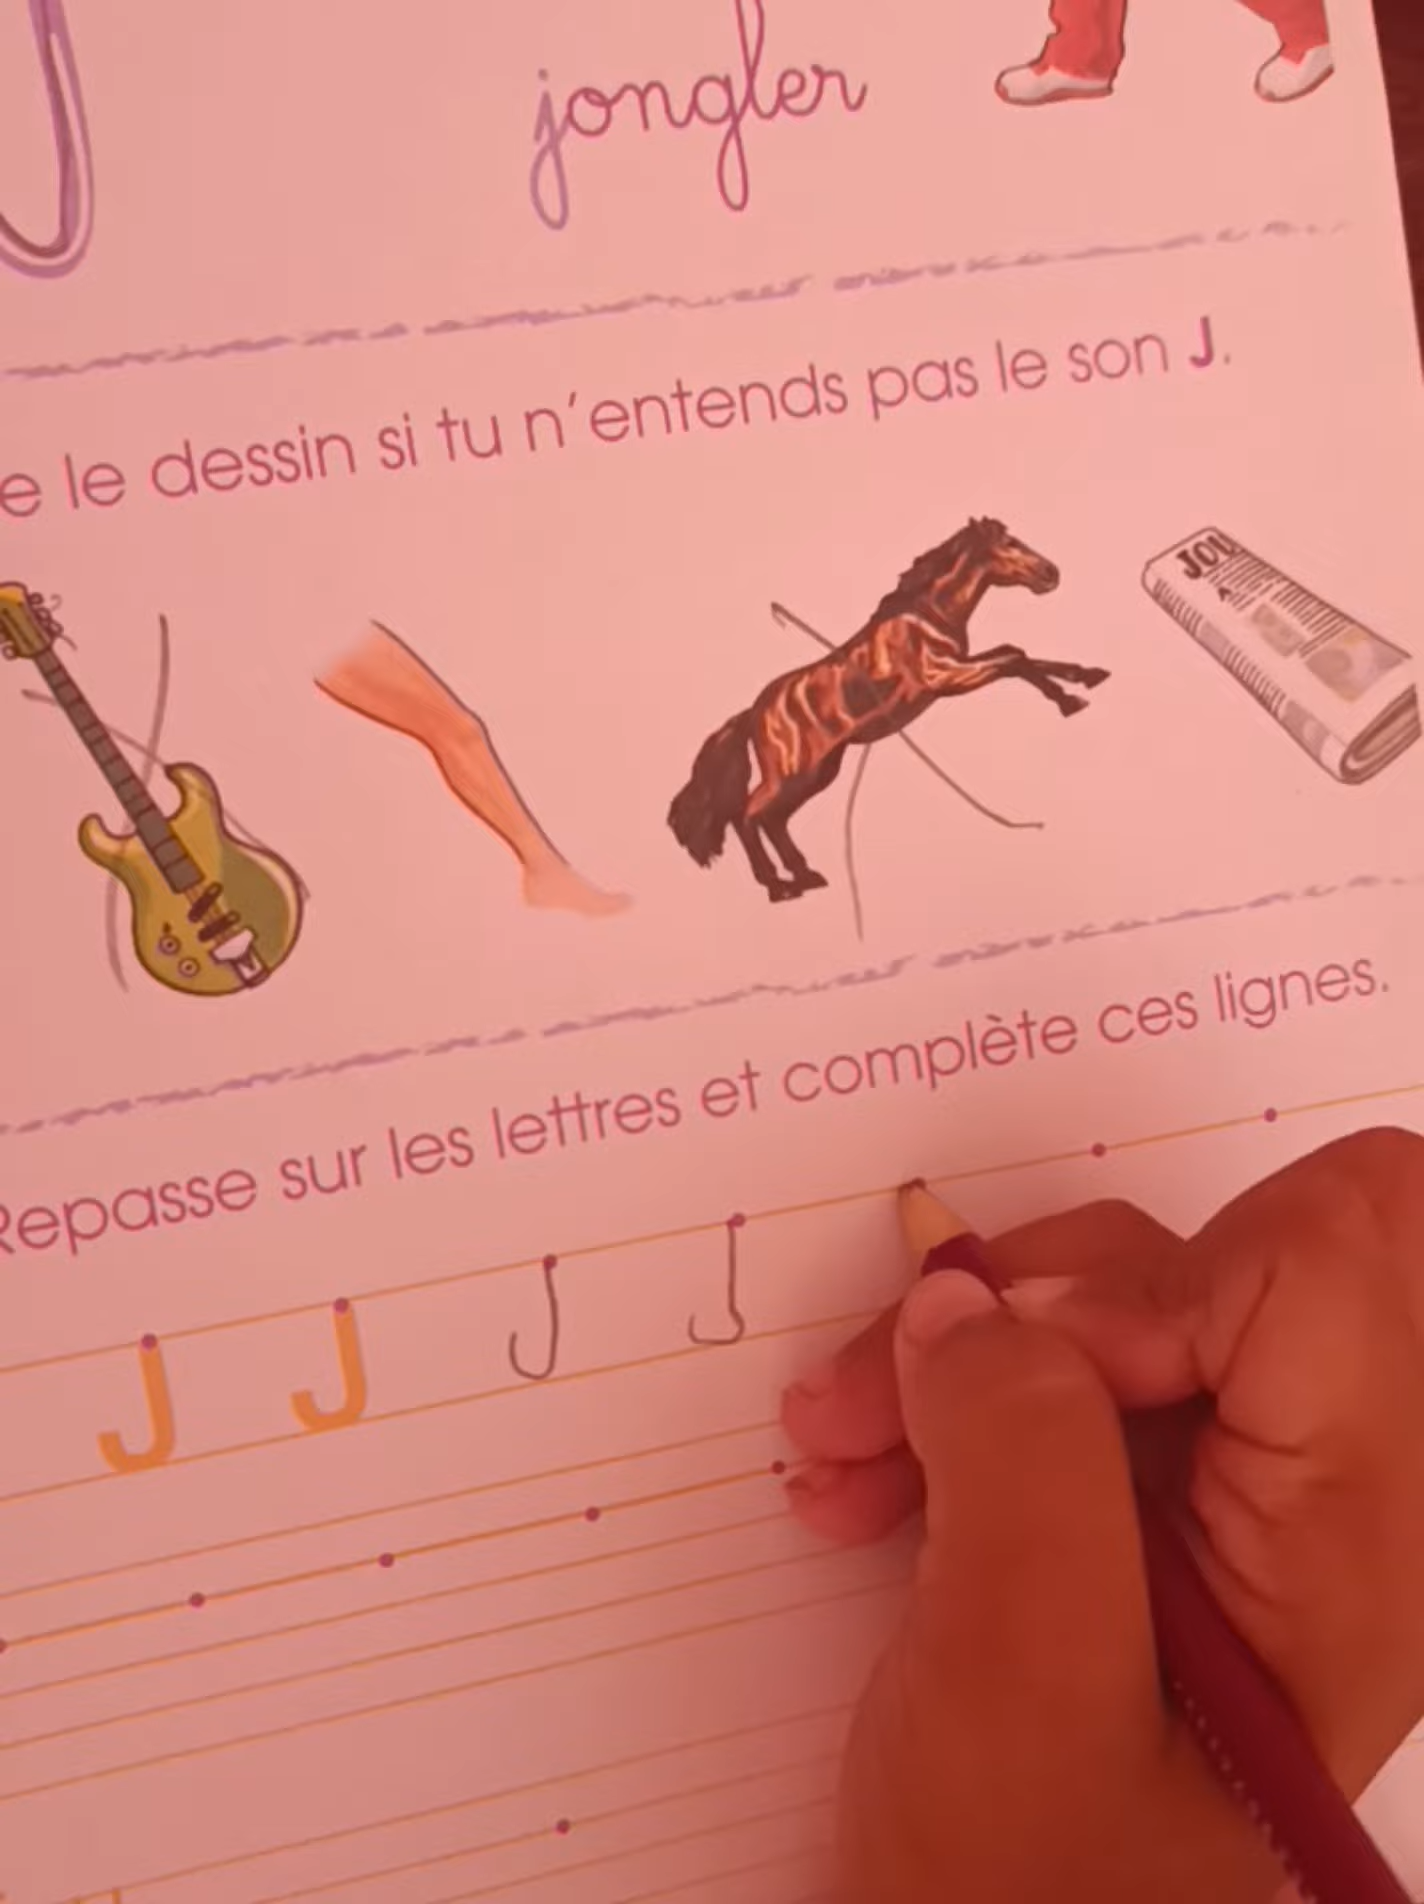 J
jongler
e le dessin si tu n'entends pas le son J.
JOU
Repasse sur les lettres et complète ces lignes.
J J J J